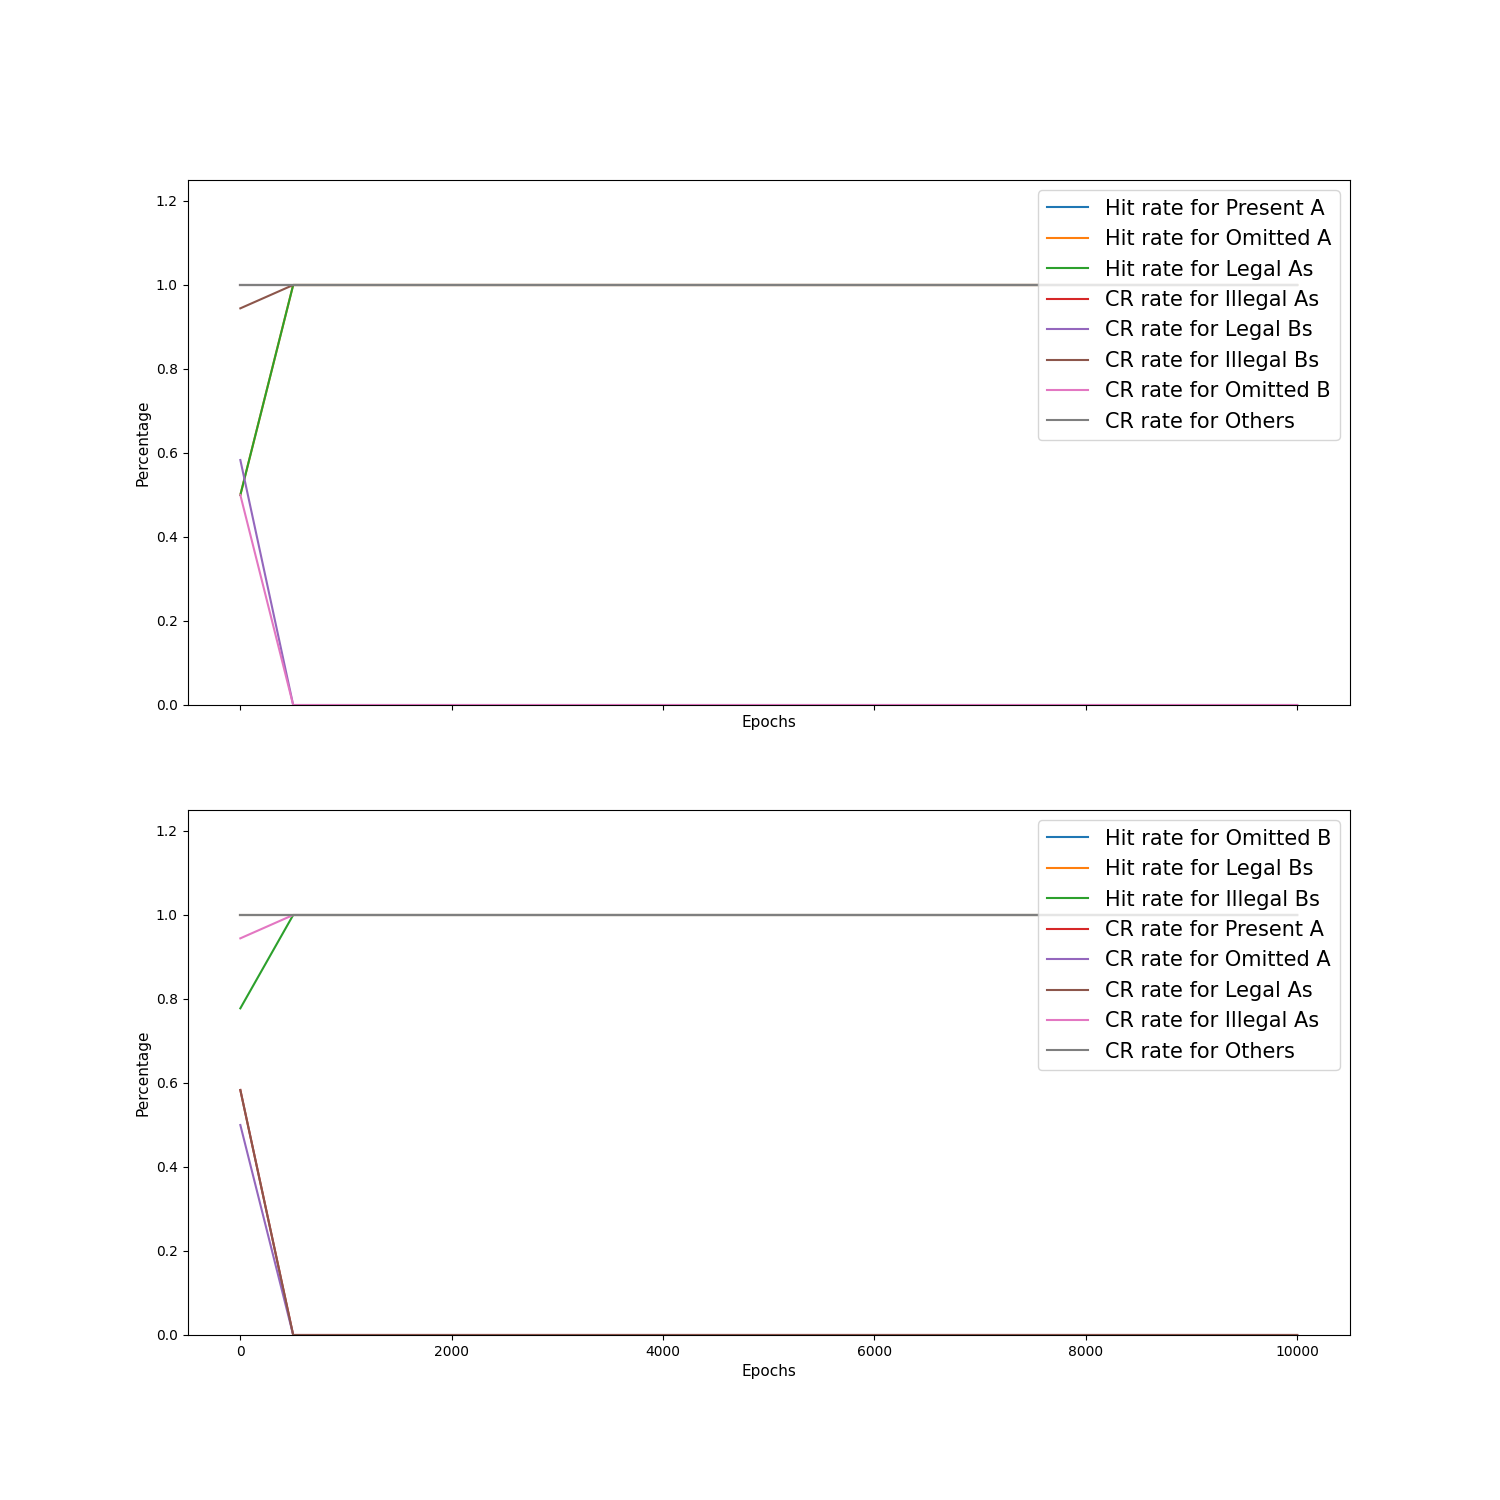 1.2
1.0
0.8
0.6
0.4
0.2
0.0
Percentage
Epochs
Hit rate for Present A
Hit rate for Omitted A
Hit rate for Legal As
CR rate for Illegal As
CR rate for Legal Bs
CR rate for Illegal Bs
CR rate for Omitted B
CR rate for Others
1.2
1.0
0.8
0.6
0.4
0.2
0.0
Percentage
0 2000 4000 6000 8000 10000
Epochs
Hit rate for Omitted B
Hit rate for Legal Bs
Hit rate for Illegal Bs
CR rate for Present A
CR rate for Omitted A
CR rate for Legal As
CR rate for Illegal As
CR rate for Others